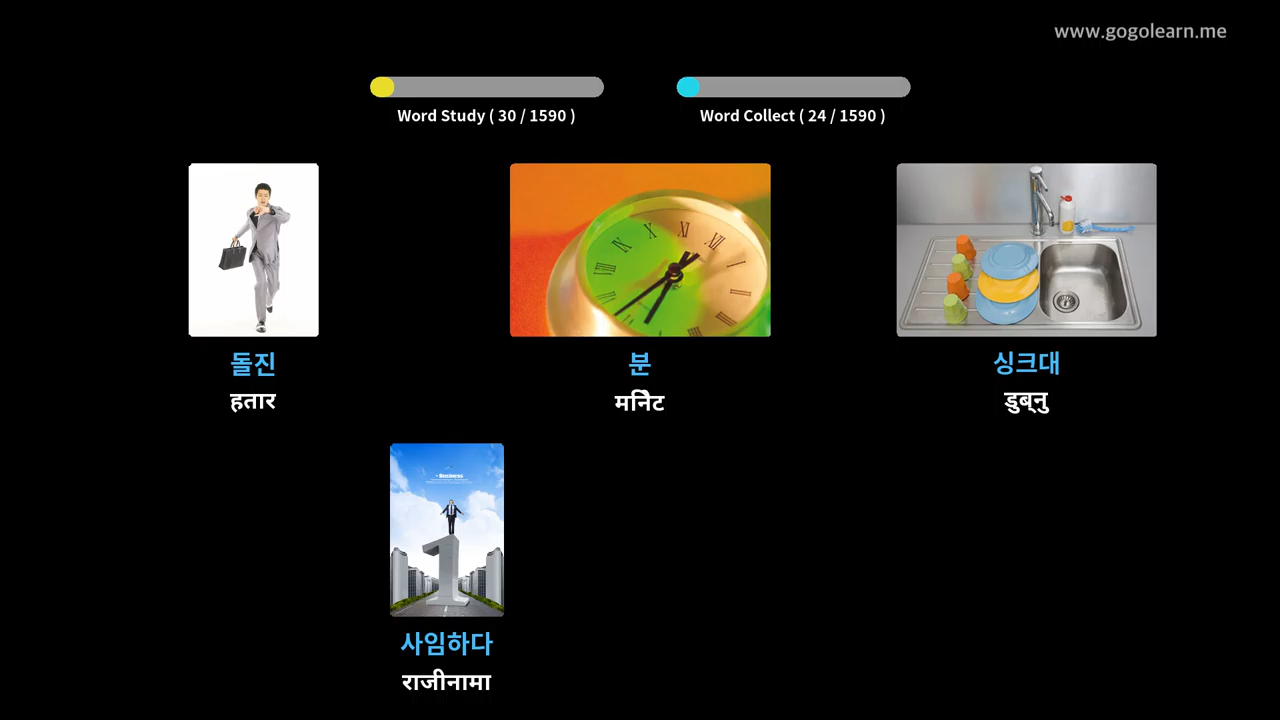 www.gogolearn.me
Word Study ( 30 / 1590 )
Word Collect ( 24 / 1590 )
돌진
분
싱크대
हतार
मिनेट
डुब्नु
Business
사임하다
राजीनामा